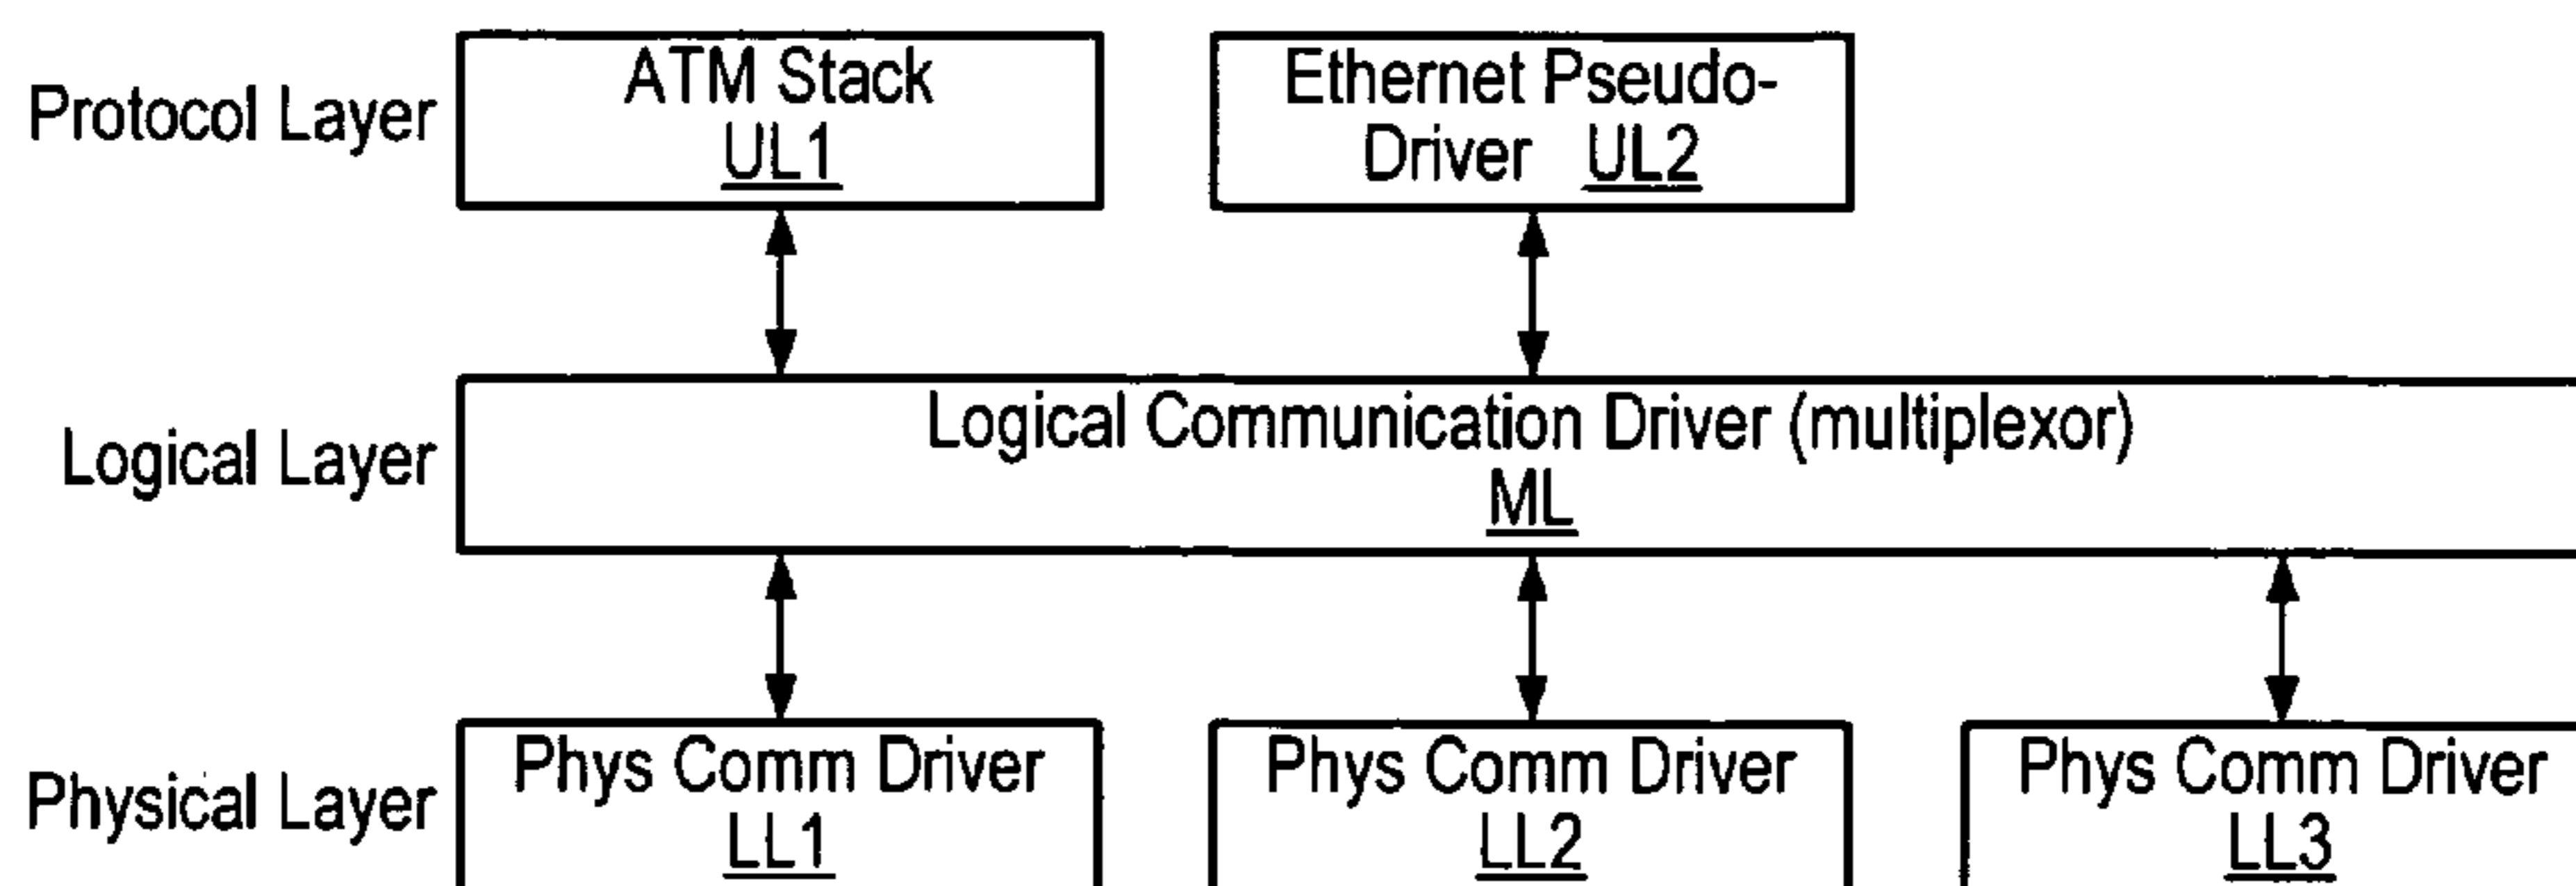 Protocol Layer
ATM Stack
UL1
Ethernet Pseudo-
Driver UL2
Logical Layer
Logical Communication Driver (multiplexor)
ML
Physical Layer
Phys Comm Driver
LL1
Phys Comm Driver
LL2
Phys Comm Driver
LL3